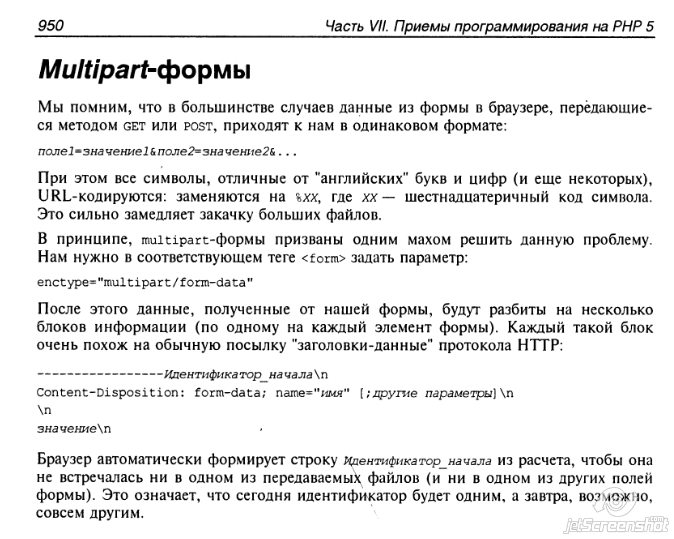 950 Часть VII. Приемы программирования на PHP 5
Multipart-формы
Мы помним, что в большинстве случаев данные из формы в браузере, передающие-
ся методом GET или POST, приходят к нам в одинаковом формате:
поле1=значение1&поле2=значение2&...
При этом все символы, отличные от "английских" букв и цифр (и еще некоторых),
URL-кодируются: заменяются на %XX, где XX — шестнадцатеричный код символа.
Это сильно замедляет закачку больших файлов.
В принципе, multipart-формы призваны одним махом решить данную проблему.
Нам нужно в соответствующем теге <form> задать параметр:
enctype="multipart/form-data"
После этого данные, полученные от нашей формы, будут разбиты на несколько
блоков информации (по одному на каждый элемент формы). Каждый такой блок
очень похож на обычную посылку "заголовки-данные" протокола HTTP:
-----------------Идентификатор_начала\n
Content-Disposition: form-data; name="имя" [;другие параметры]\n
\n
значение\n
Браузер автоматически формирует строку Идентификатор_начала из расчета, чтобы она
не встречалась ни в одном из передаваемых файлов (и ни в одном из других полей
формы). Это означает, что сегодня идентификатор будет одним, а завтра, возможно,
совсем другим.
jetScreenshot.com